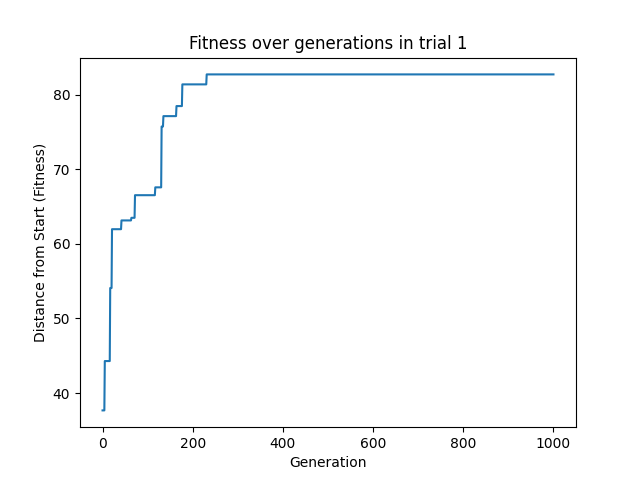 Fitness over generations in trial 1
Distance from Start (Fitness)
80
70
60
50
40
0 200 400 600 800 1000
Generation